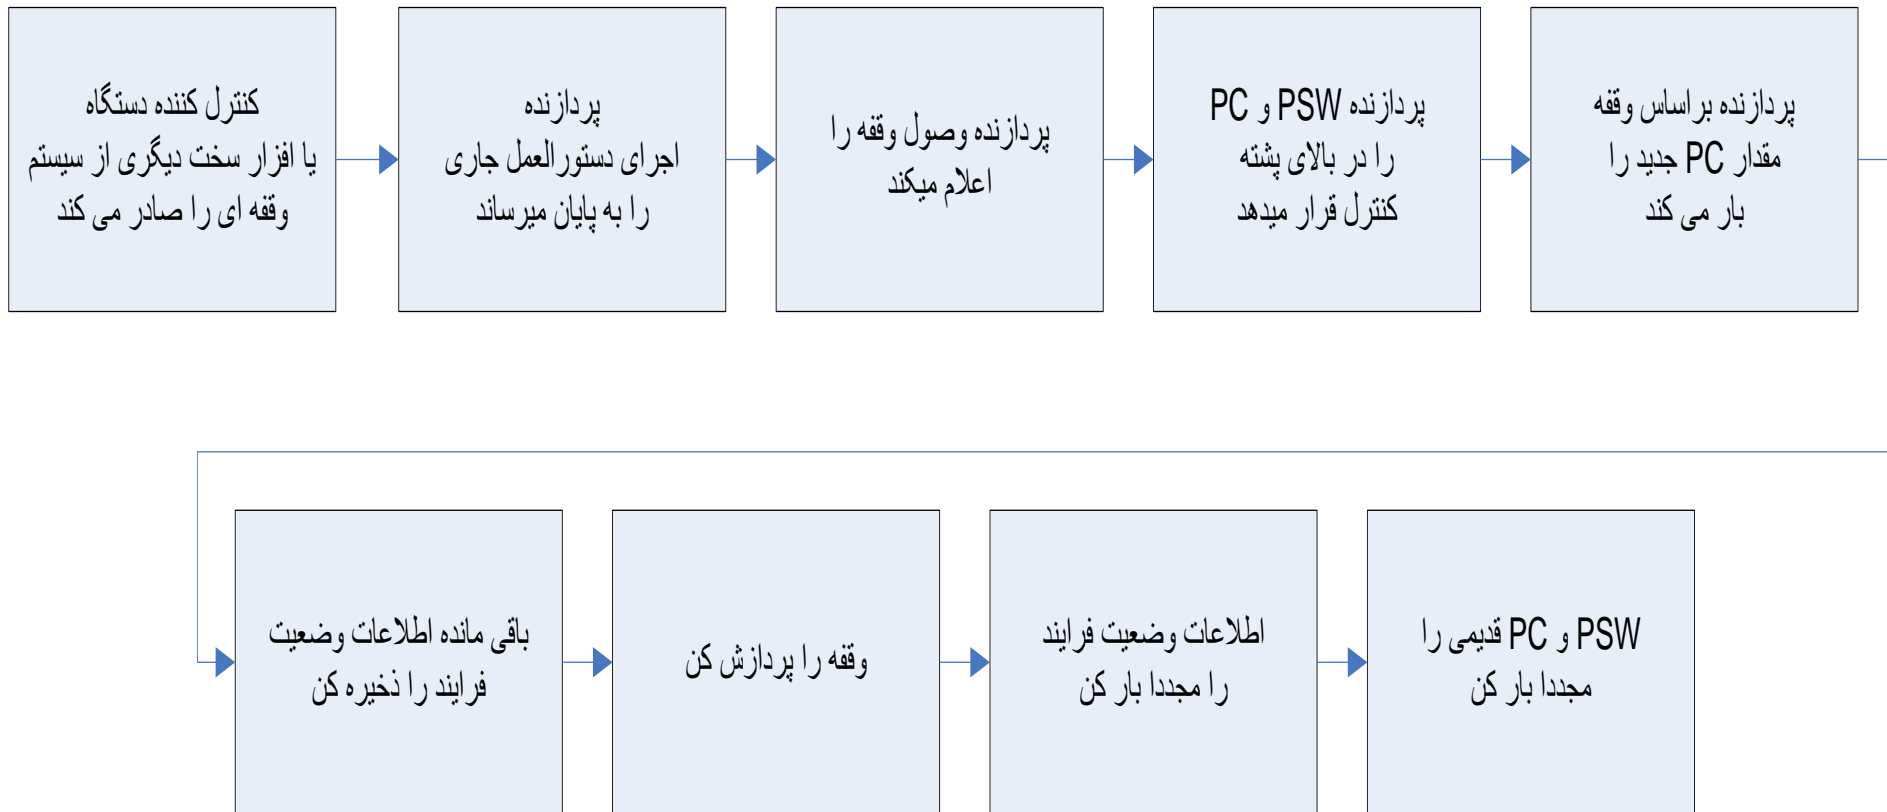 کنترل کننده دستگاه
یا افزار سخت دیگری از سیستم
وقفه ای را صادر می کند
پردازنده
اجرای دستورالعمل جاری
را به پایان میرساند
پردازنده وصول وقفه را
اعلام میکند
پردازنده PSW و PC
را در بالای پشته
کنترل قرار میدهد
پردازنده براساس وقفه
مقدار PC جدید را
بار می کند
باقی مانده اطلاعات وضعیت
فرایند را ذخیره کن
وقفه را پردازش کن
اطلاعات وضعیت فرایند
را مجددا بار کن
PSW و PC قدیمی را
مجددا بار کن